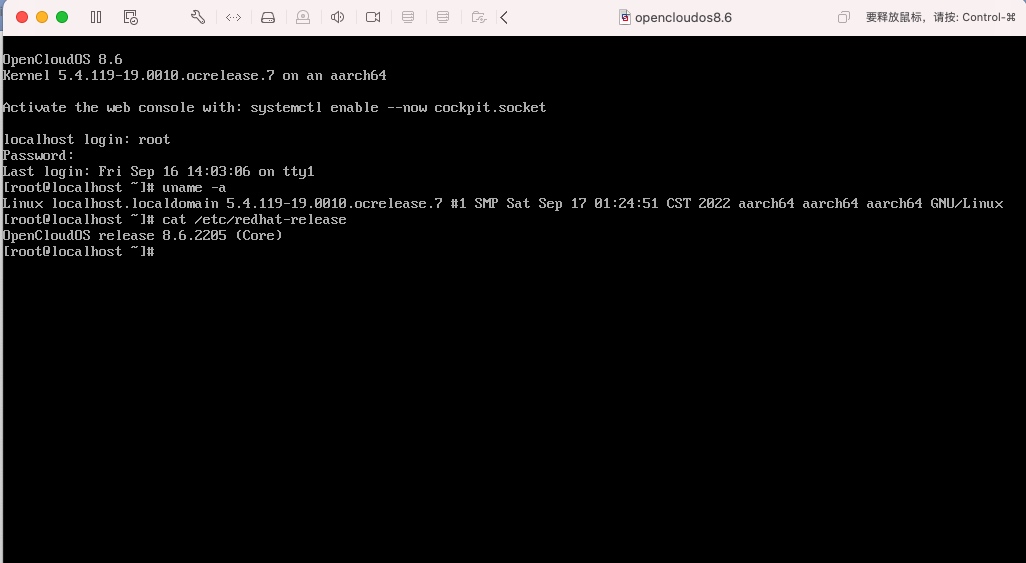 opencloudos8.6
要释放鼠标，请按: Control-⌘
OpenCloudOS 8.6
Kernel 5.4.119-19.0010.ocrelease.7 on an aarch64
Activate the web console with: systemctl enable --now cockpit.socket
localhost login: root
Password:
Last login: Fri Sep 16 14:03:06 on tty1
[root@localhost ~]# uname -a
Linux localhost.localdomain 5.4.119-19.0010.ocrelease.7 #1 SMP Sat Sep 17 01:24:51 CST 2022 aarch64 aarch64 aarch64 GNU/Linux
[root@localhost ~]# cat /etc/redhat-release
OpenCloudOS release 8.6.2205 (Core)
[root@localhost ~]#